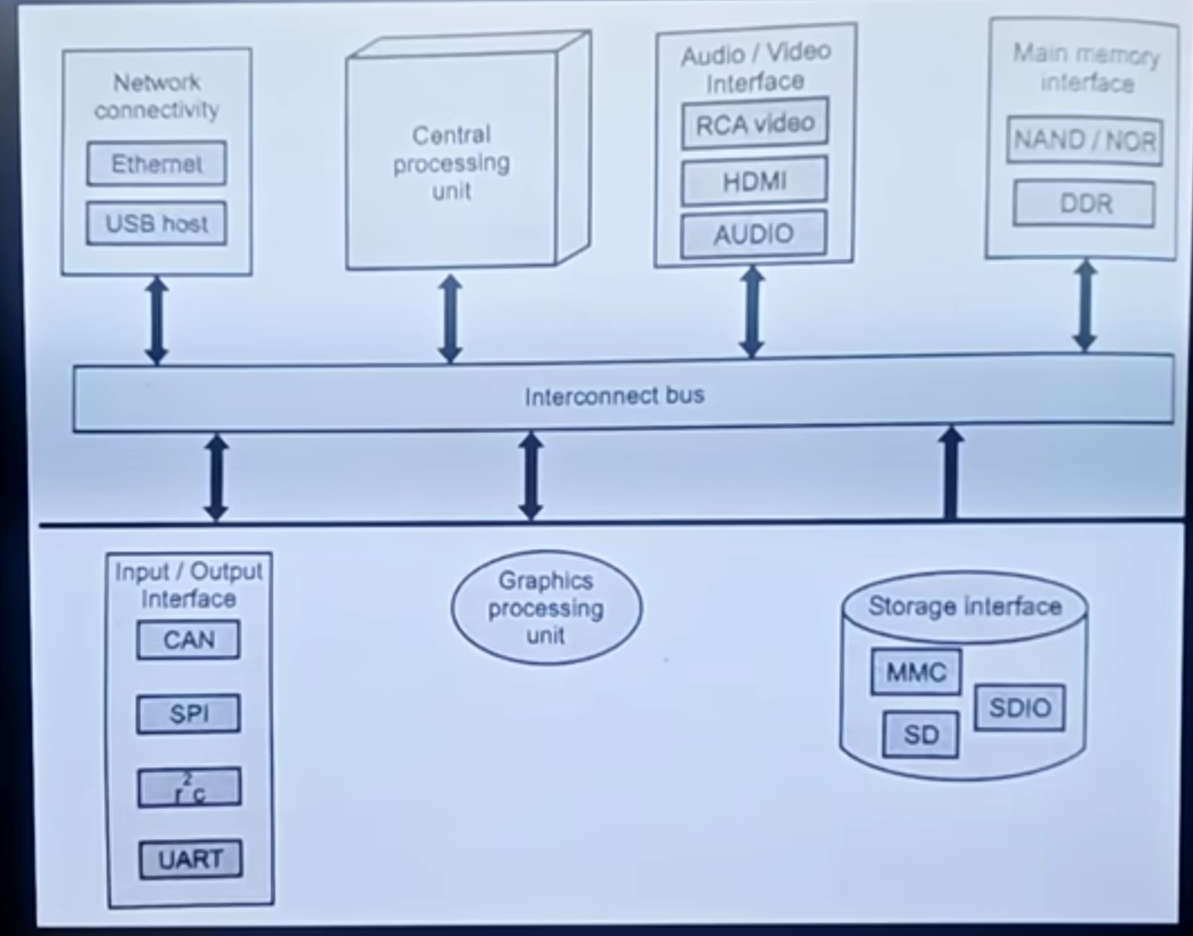 Network
connectivity
Ethernet
USB host
Central
processing
unit
Audio / Video
Interface
RCA video
HDMI
AUDIO
Main memory
interface
NAND / NOR
DDR
Interconnect bus
Input / Output
Interface
CAN
SPI
r²c
UART
Graphics
processing
unit
Storage interface
MMC
SDIO
SD